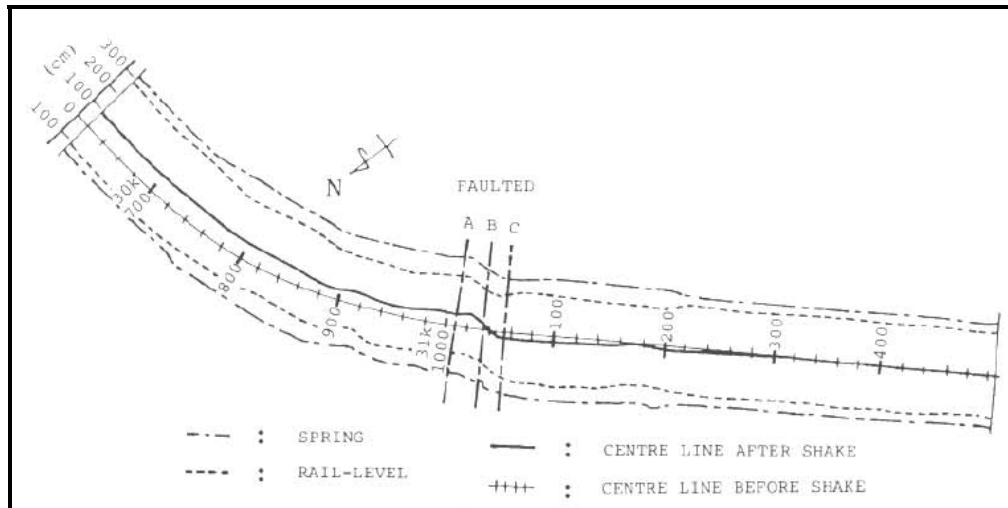 (cm)
300
200
100
0
100
30k
700
800
900
31k
1000
100
200
300
400
N
FAULTED
A B C
SPRING
RAIL-LEVEL
CENTRE LINE AFTER SHAKE
CENTRE LINE BEFORE SHAKE